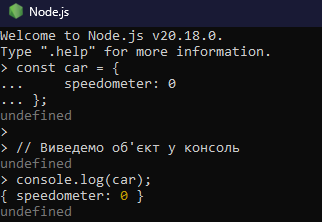 Node.js
Welcome to Node.js v20.18.0.
Type ".help" for more information.
> const car = {
...     speedometer: 0
... };
undefined
>
> // Виведемо об'єкт у консоль
undefined
> console.log(car);
{ speedometer: 0 }
undefined